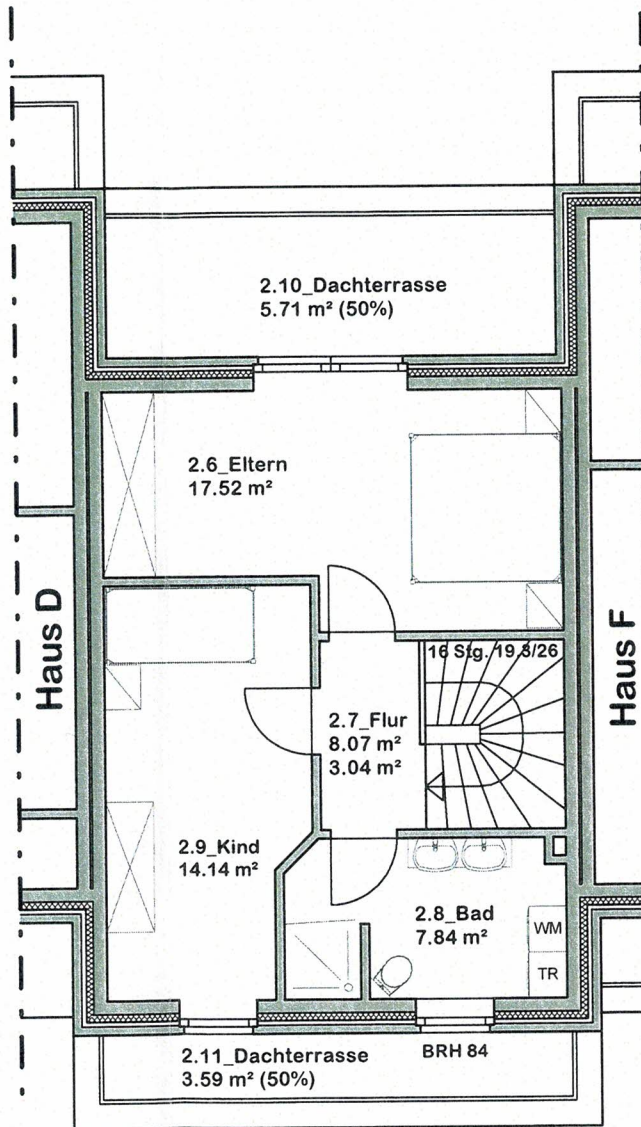 2.10_Dachterrasse
5.71 m² (50%)
2.6_Eltern
17.52 m²
Haus D
Haus F
16 Stg. 19.3/26
2.7_Flur
8.07 m²
3.04 m²
2.9_Kind
14.14 m²
2.8_Bad
7.84 m²
WM
TR
2.11_Dachterrasse
3.59 m² (50%)
BRH 84